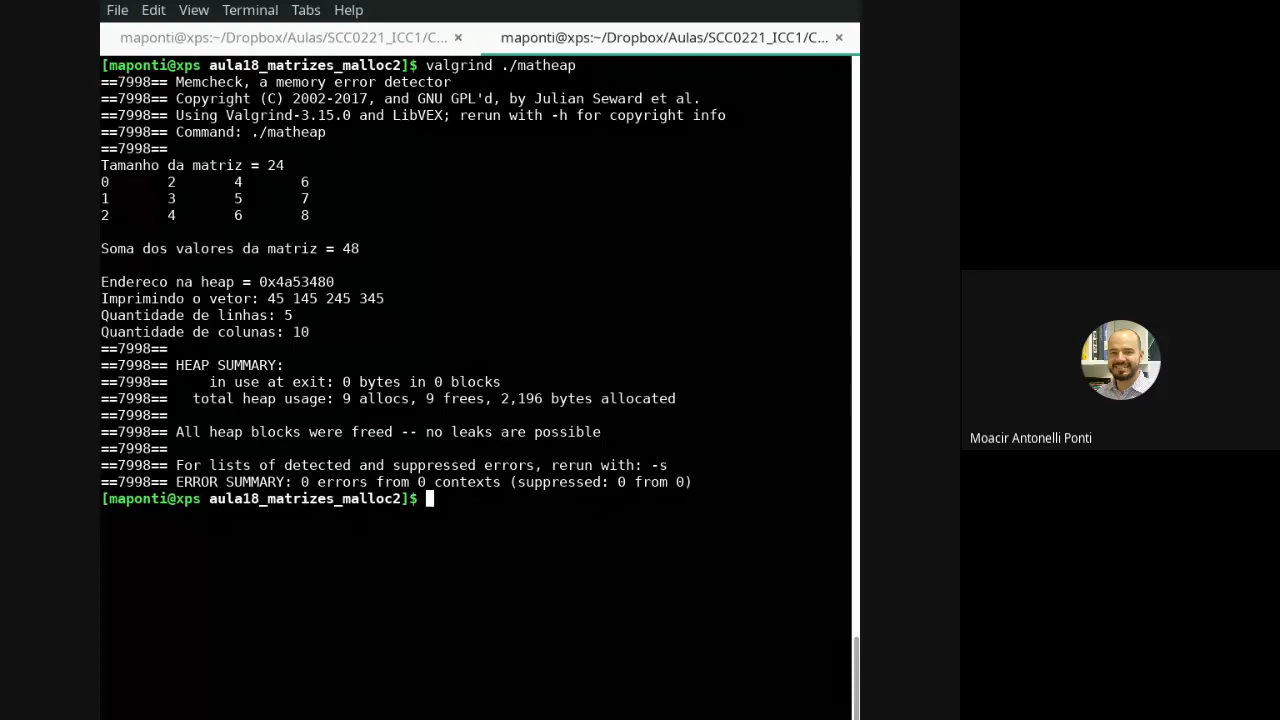 File Edit View Terminal Tabs Help
maponti@xps:~/Dropbox/Aulas/SCC0221_ICC1/C... × maponti@xps:~/Dropbox/Aulas/SCC0221_ICC1/C... ×
[maponti@xps aula18_matrizes_malloc2]$ valgrind ./matheap
==7998== Memcheck, a memory error detector
==7998== Copyright (C) 2002-2017, and GNU GPL'd, by Julian Seward et al.
==7998== Using Valgrind-3.15.0 and LibVEX; rerun with -h for copyright info
==7998== Command: ./matheap
==7998==
Tamanho da matriz = 24
0 2 4 6
1 3 5 7
2 4 6 8
Soma dos valores da matriz = 48
Endereco na heap = 0x4a53480
Imprimindo o vetor: 45 145 245 345
Quantidade de linhas: 5
Quantidade de colunas: 10
==7998==
==7998== HEAP SUMMARY:
==7998== in use at exit: 0 bytes in 0 blocks
==7998== total heap usage: 9 allocs, 9 frees, 2,196 bytes allocated
==7998==
==7998== All heap blocks were freed -- no leaks are possible
==7998==
==7998== For lists of detected and suppressed errors, rerun with: -s
==7998== ERROR SUMMARY: 0 errors from 0 contexts (suppressed: 0 from 0)
[maponti@xps aula18_matrizes_malloc2]$
Moacir Antonelli Ponti